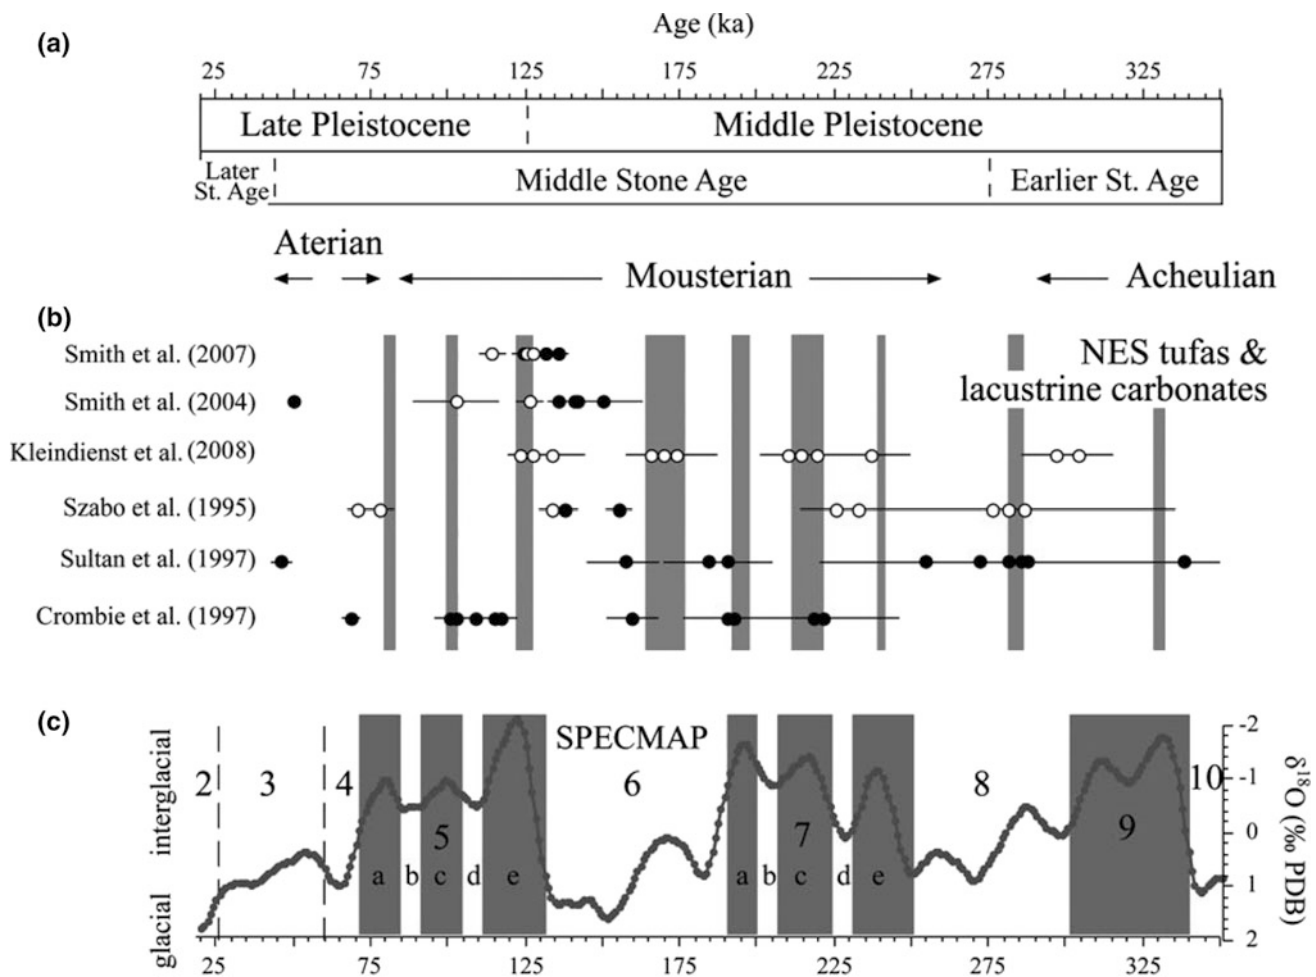 (a)
Age (ka)
25 75 125 175 225 275 325
Late Pleistocene Middle Pleistocene
Later
St. Age Middle Stone Age Earlier St. Age
Aterian
Mousterian Acheulian
(b)
Smith et al. (2007) NES tufas &
Smith et al. (2004) lacustrine carbonates
Kleindienst et al. (2008)
Szabo et al. (1995)
Sultan et al. (1997)
Crombie et al. (1997)
(c)
SPECMAP
glacial interglacial
2 3 4 5 6 7 8 9 10
a b c d e a b c d e
-2
-1
0
1
2
δ¹⁸O (‰ PDB)
25 75 125 175 225 275 325